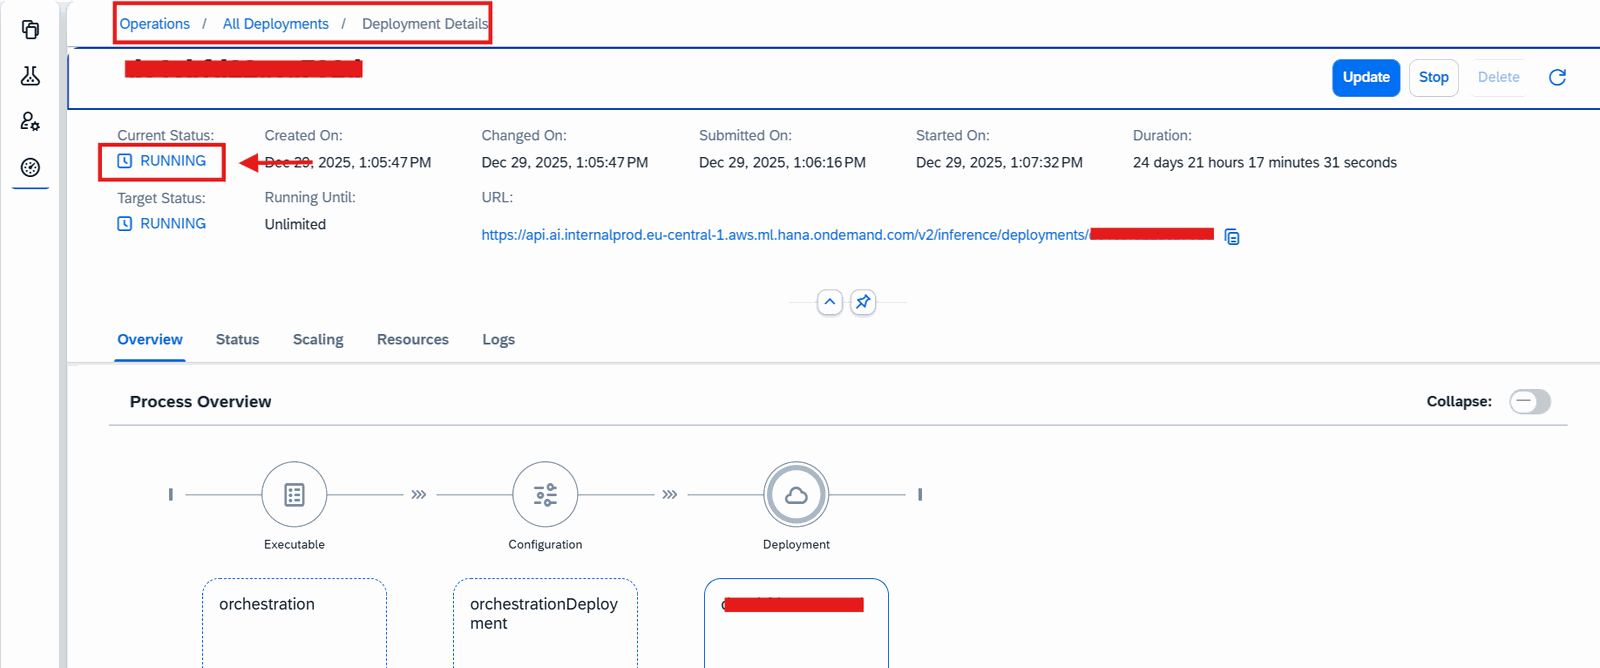 Operations / All Deployments / Deployment Details
Update Stop Delete
Current Status: Created On: Changed On: Submitted On: Started On: Duration:
RUNNING Dec 29, 2025, 1:05:47 PM Dec 29, 2025, 1:05:47 PM Dec 29, 2025, 1:06:16 PM Dec 29, 2025, 1:07:32 PM 24 days 21 hours 17 minutes 31 seconds
Target Status: Running Until: URL:
RUNNING Unlimited
https://api.ai.internalprod.eu-central-1.aws.ml.hana.ondemand.com/v2/inference/deployments/
Overview Status Scaling Resources Logs
Process Overview Collapse:
Executable Configuration Deployment
orchestration
orchestrationDeploy
ment